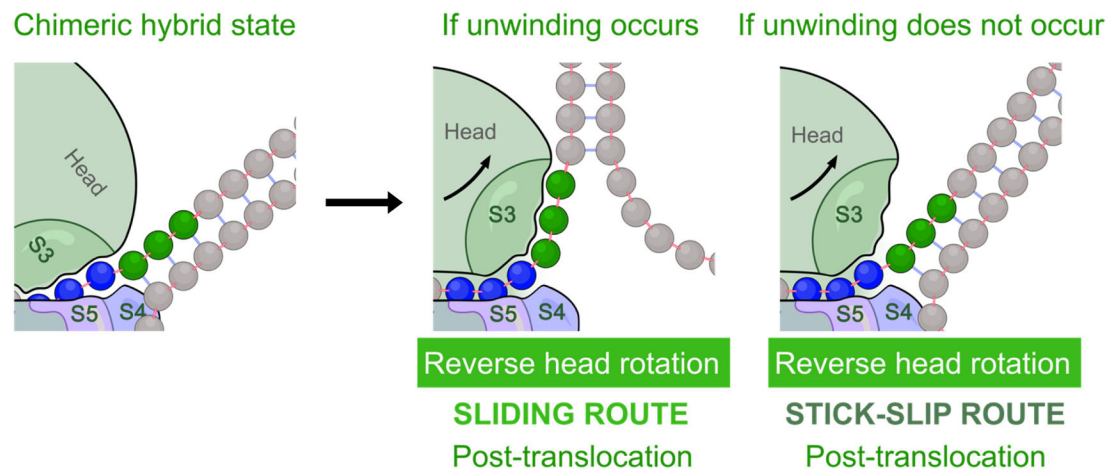 Chimeric hybrid state
If unwinding occurs
If unwinding does not occur
Head
S3
S5
S4
Head
S3
S5
S4
Head
S3
S5
S4
Reverse head rotation
Reverse head rotation
SLIDING ROUTE
STICK-SLIP ROUTE
Post-translocation
Post-translocation